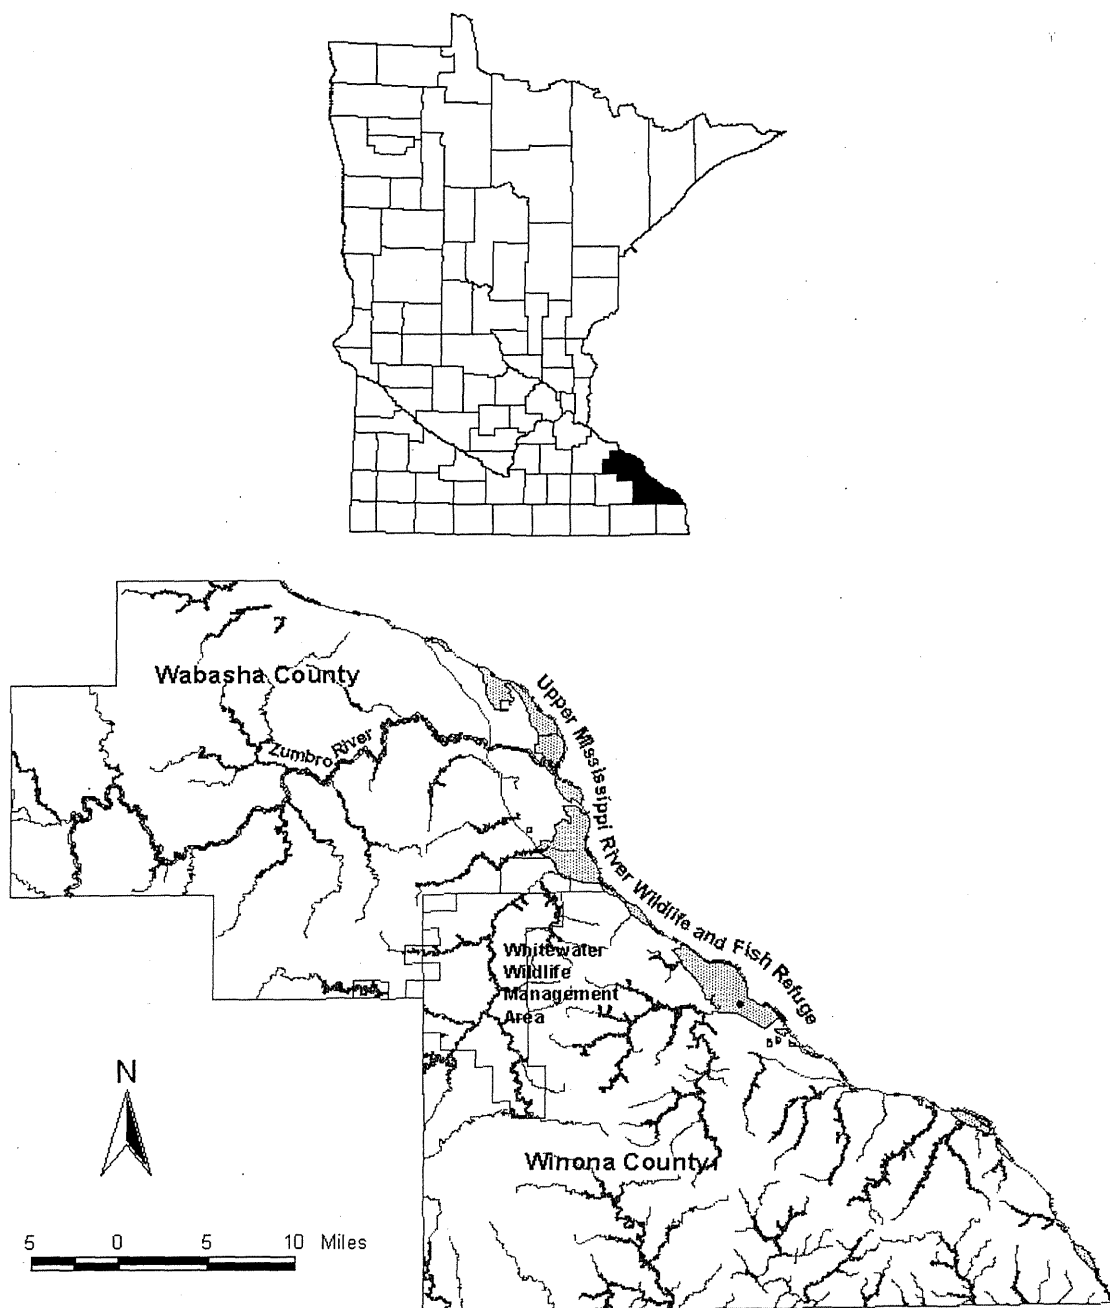 Wabasha County
Zumbro River
Upper Mississippi River Wildlife and Fish Refuge
Whitewater
Wildlife
Management
Area
N
Winona County
5 0 5 10 Miles